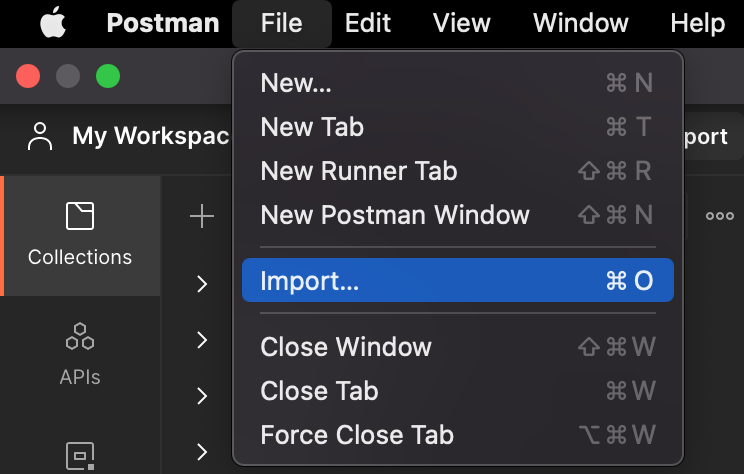 Postman File Edit View Window Help
New... ⌘ N
New Tab ⌘ T
New Runner Tab ⇧ ⌘ R
New Postman Window ⇧ ⌘ N
Import... ⌘ O
Close Window ⇧ ⌘ W
Close Tab ⌘ W
Force Close Tab ⌥ ⌘ W
My Workspac
port
Collections
APIs